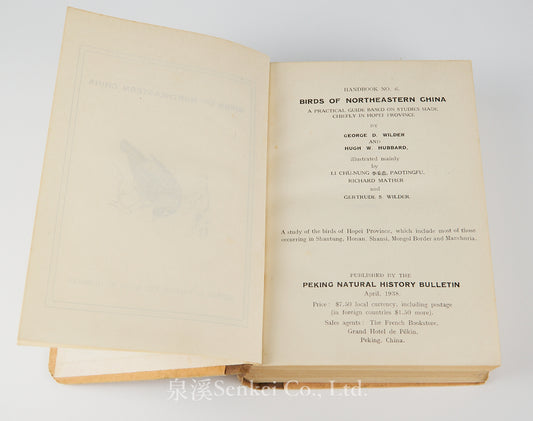 HANDBOOK NO. 6.
BIRDS OF NORTHEASTERN CHINA
A PRACTICAL GUIDE BASED ON STUDIES MADE
CHIEFLY IN HOPEI PROVINCE
BY
GEORGE D. WILDER
AND
HUGH W. HUBBARD,
illustrated mainly
by
LI CHU-NUNG PAOTINGFU,
RICHARD MATHER
and
GERTRUDE S. WILDER.
A study of the birds of Hopei Province, which include most of those
occurring in Shantung, Honan, Shansi, Mongol Border and Manchuria.
PUBLISHED BY THE
PEKING NATURAL HISTORY BULLETIN
April, 1938.
Price: $7.50 local currency, including postage
(in foreign countries $1.50 more).
Sales agents: The French Bookstore,
Grand Hotel de Pékin,
Peking, China.
泉溪Senkei Co., Ltd.